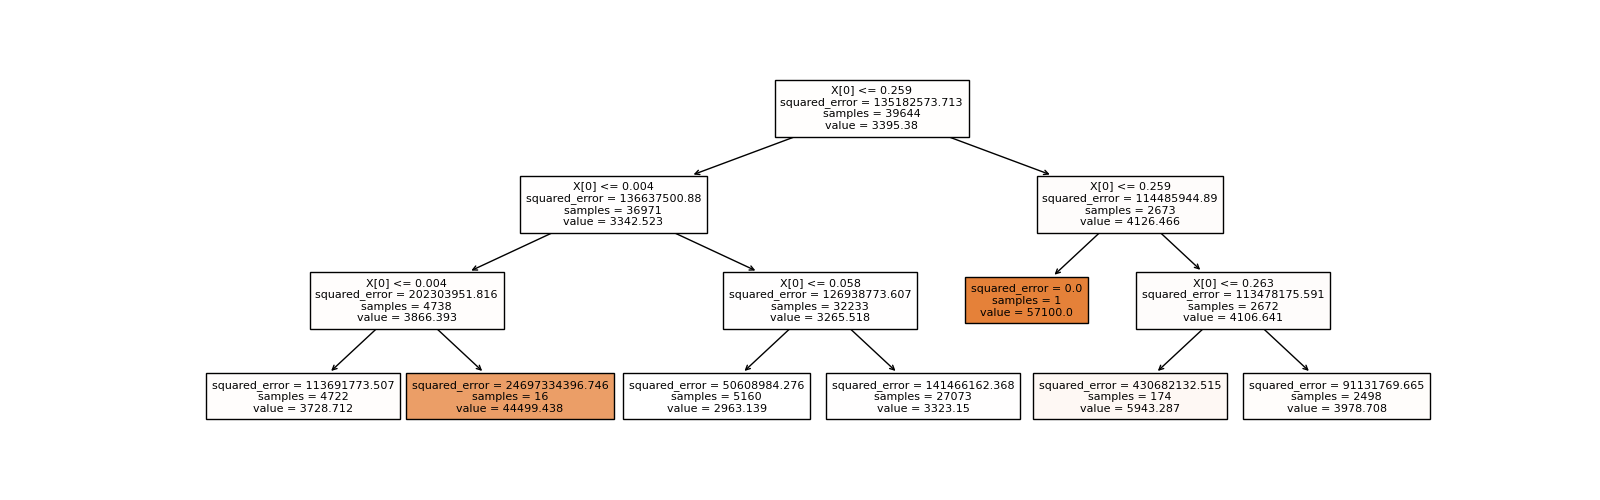 X[0] <= 0.259
squared_error = 135182573.713
samples = 39644
value = 3395.38
X[0] <= 0.004
squared_error = 136637500.88
samples = 36971
value = 3342.523
X[0] <= 0.259
squared_error = 114485944.89
samples = 2673
value = 4126.466
X[0] <= 0.004
squared_error = 202303951.816
samples = 4738
value = 3866.393
X[0] <= 0.058
squared_error = 126938773.607
samples = 32233
value = 3265.518
squared_error = 0.0
samples = 1
value = 57100.0
X[0] <= 0.263
squared_error = 113478175.591
samples = 2672
value = 4106.641
squared_error = 113691773.507
samples = 4722
value = 3728.712
squared_error = 24697334396.746
samples = 16
value = 44499.438
squared_error = 50608984.276
samples = 5160
value = 2963.139
squared_error = 141466162.368
samples = 27073
value = 3323.15
squared_error = 430682132.515
samples = 174
value = 5943.287
squared_error = 91131769.665
samples = 2498
value = 3978.708